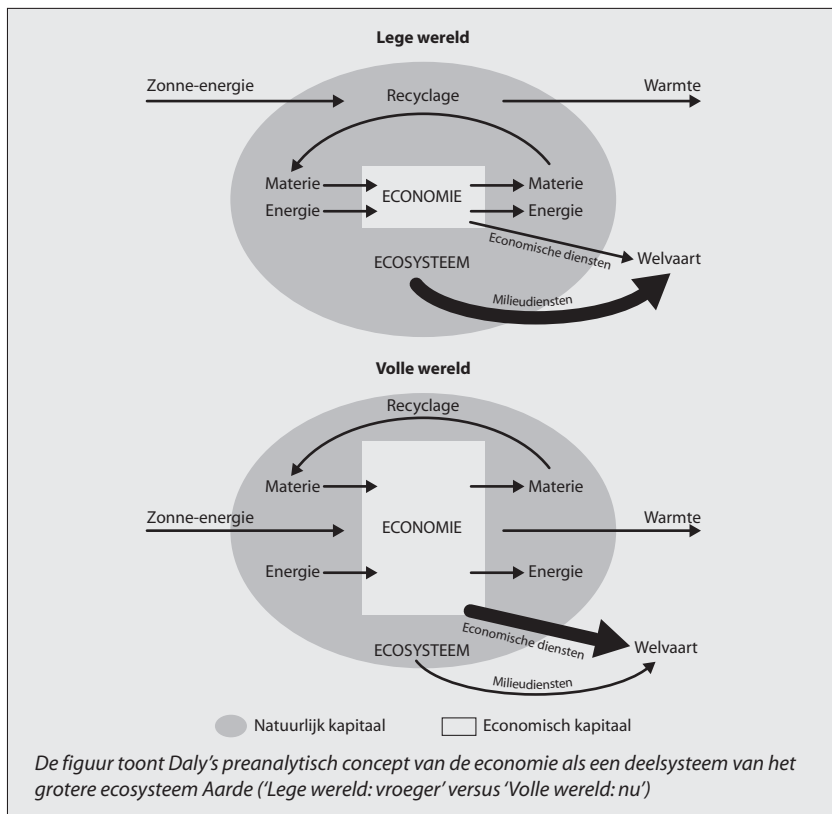 Lege wereld
Zonne-energie
Recyclage
Warmte
Materie
Energie
ECONOMIE
Materie
Energie
Economische diensten
Welvaart
ECOSYSTEEM
Milieudiensten
Volle wereld
Recyclage
Materie
Materie
Zonne-energie
ECONOMIE
Warmte
Energie
Energie
Economische diensten
ECOSYSTEEM
Welvaart
Milieudiensten
Natuurlijk kapitaal
Economisch kapitaal
De figuur toont Daly’s preanalytisch concept van de economie als een deelsysteem van het
grotere ecosysteem Aarde (‘Lege wereld: vroeger’ versus ‘Volle wereld: nu’)